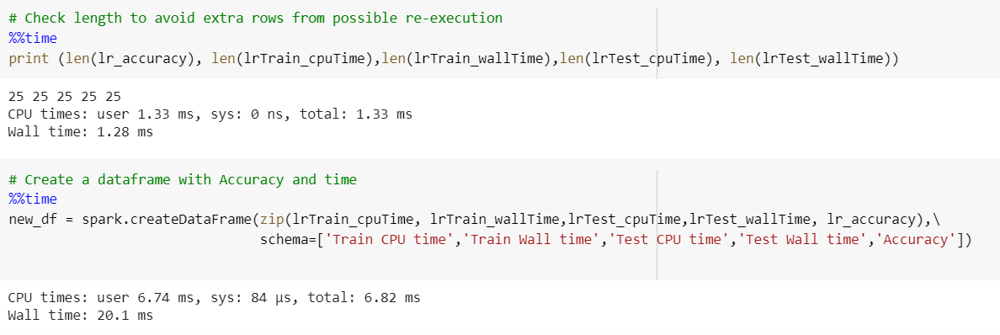 # Check length to avoid extra rows from possible re-execution
%%time
print (len(lr_accuracy), len(lrTrain_cpuTime),len(lrTrain_wallTime),len(lrTest_cpuTime), len(lrTest_wallTime))
25 25 25 25 25
CPU times: user 1.33 ms, sys: 0 ns, total: 1.33 ms
Wall time: 1.28 ms
# Create a dataframe with Accuracy and time
%%time
new_df = spark.createDataFrame(zip(lrTrain_cpuTime, lrTrain_wallTime,lrTest_cpuTime,lrTest_wallTime, lr_accuracy),\
schema=['Train CPU time','Train Wall time','Test CPU time','Test Wall time','Accuracy'])
CPU times: user 6.74 ms, sys: 84 µs, total: 6.82 ms
Wall time: 20.1 ms